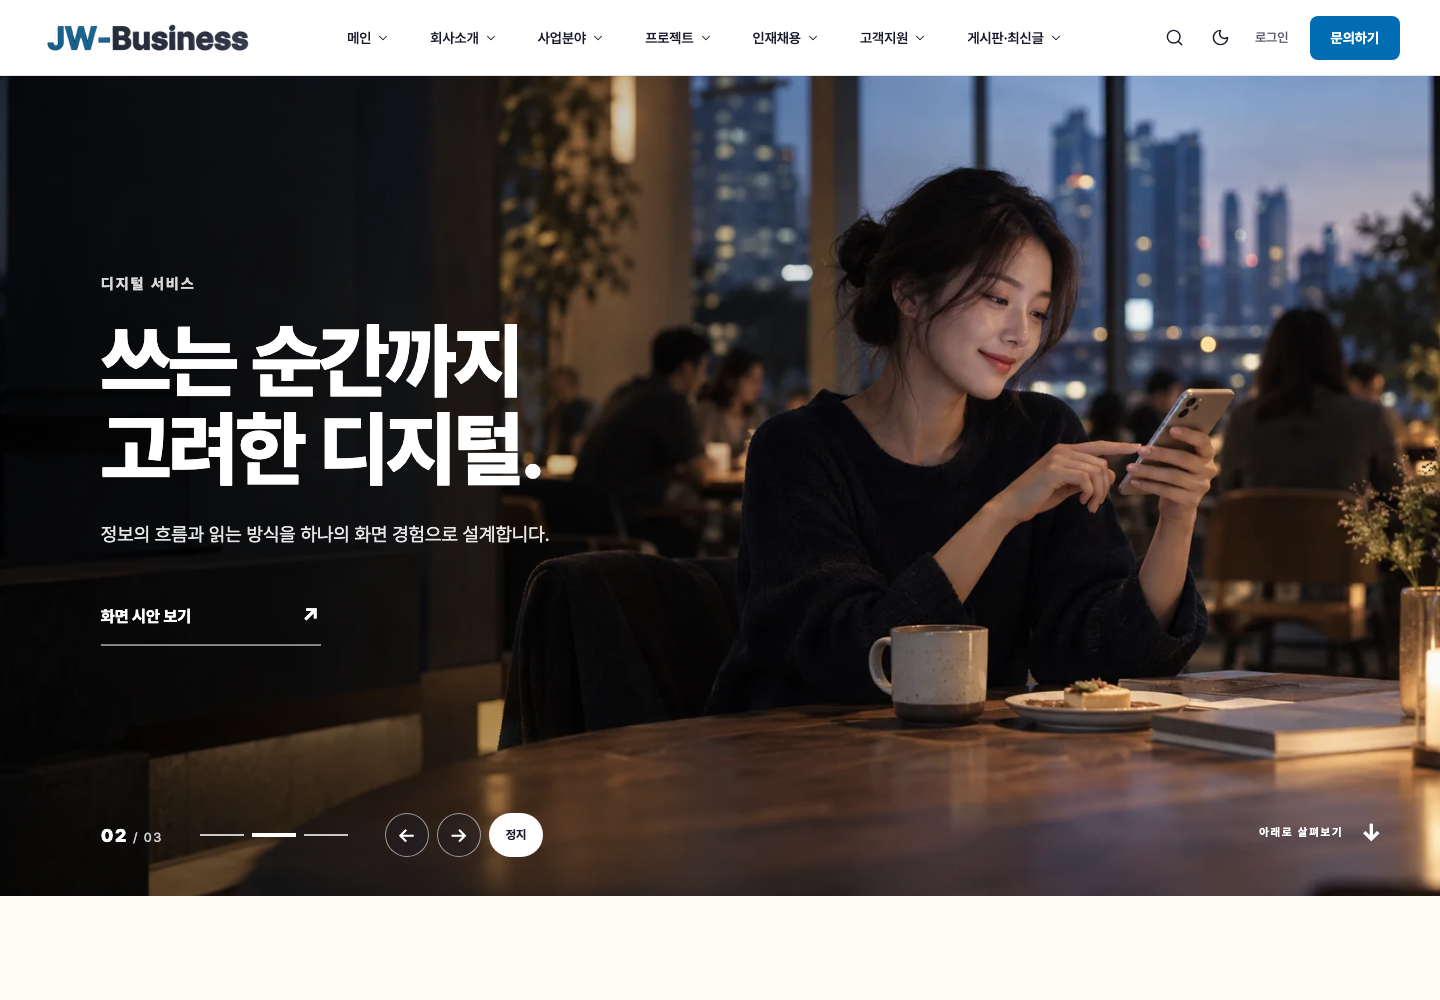 JW-Business
메인
회사소개
사업분야
프로젝트
인재채용
고객지원
게시판·최신글
로그인
문의하기
디지털 서비스
쓰는 순간까지
고려한 디지털.
정보의 흐름과 읽는 방식을 하나의 화면 경험으로 설계합니다.
화면 시안 보기
02 / 03
정지
아래로 살펴보기